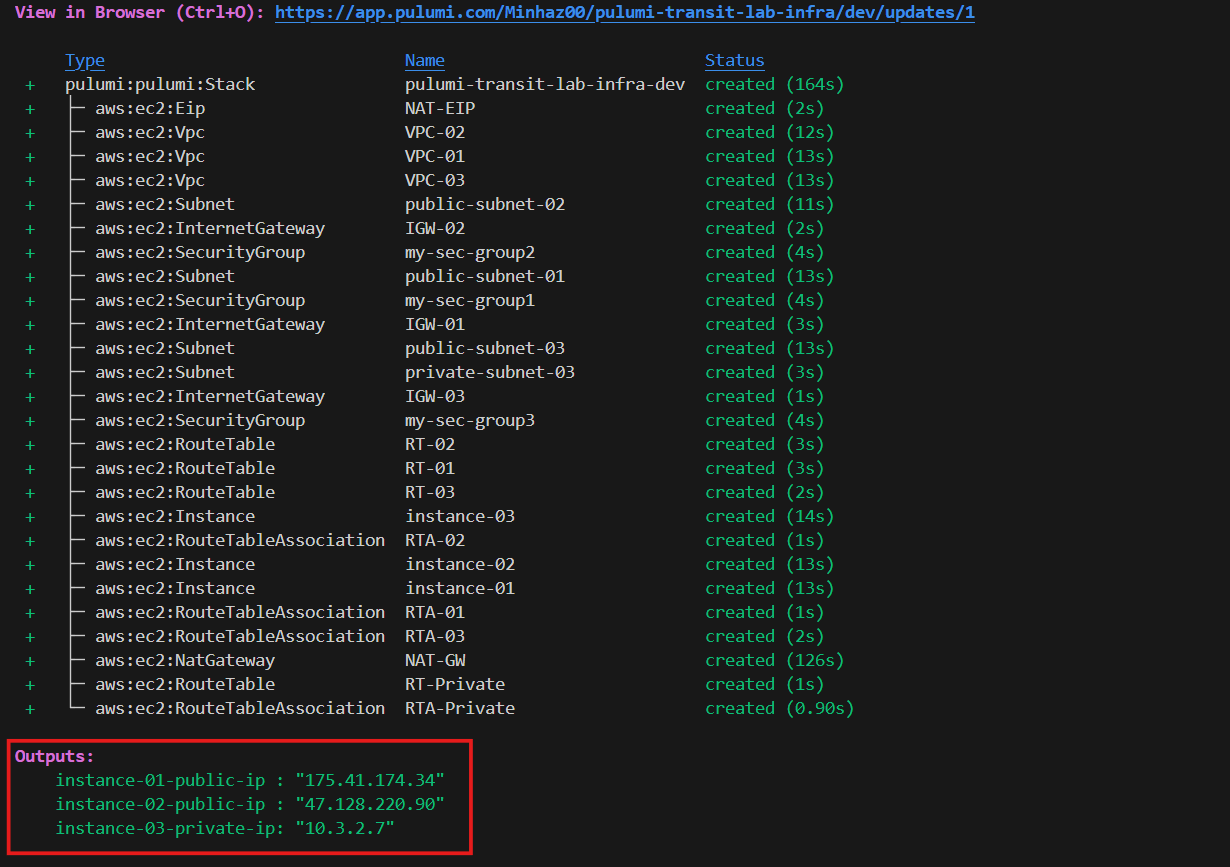 View in Browser (Ctrl+O): https://app.pulumi.com/Minhaz00/pulumi-transit-lab-infra/dev/updates/1
Type Name Status
+ pulumi:pulumi:Stack pulumi-transit-lab-infra-dev created (164s)
+ ├─ aws:ec2:Eip NAT-EIP created (2s)
+ ├─ aws:ec2:Vpc VPC-02 created (12s)
+ ├─ aws:ec2:Vpc VPC-01 created (13s)
+ ├─ aws:ec2:Vpc VPC-03 created (13s)
+ ├─ aws:ec2:Subnet public-subnet-02 created (11s)
+ ├─ aws:ec2:InternetGateway IGW-02 created (2s)
+ ├─ aws:ec2:SecurityGroup my-sec-group2 created (4s)
+ ├─ aws:ec2:Subnet public-subnet-01 created (13s)
+ ├─ aws:ec2:SecurityGroup my-sec-group1 created (4s)
+ ├─ aws:ec2:InternetGateway IGW-01 created (3s)
+ ├─ aws:ec2:Subnet public-subnet-03 created (13s)
+ ├─ aws:ec2:Subnet private-subnet-03 created (3s)
+ ├─ aws:ec2:InternetGateway IGW-03 created (1s)
+ ├─ aws:ec2:SecurityGroup my-sec-group3 created (4s)
+ ├─ aws:ec2:RouteTable RT-02 created (3s)
+ ├─ aws:ec2:RouteTable RT-01 created (3s)
+ ├─ aws:ec2:RouteTable RT-03 created (2s)
+ ├─ aws:ec2:Instance instance-03 created (14s)
+ ├─ aws:ec2:RouteTableAssociation RTA-02 created (1s)
+ ├─ aws:ec2:Instance instance-02 created (13s)
+ ├─ aws:ec2:Instance instance-01 created (13s)
+ ├─ aws:ec2:RouteTableAssociation RTA-01 created (1s)
+ ├─ aws:ec2:RouteTableAssociation RTA-03 created (2s)
+ ├─ aws:ec2:NatGateway NAT-GW created (126s)
+ ├─ aws:ec2:RouteTable RT-Private created (1s)
+ └─ aws:ec2:RouteTableAssociation RTA-Private created (0.90s)
Outputs:
instance-01-public-ip : "175.41.174.34"
instance-02-public-ip : "47.128.220.90"
instance-03-private-ip: "10.3.2.7"